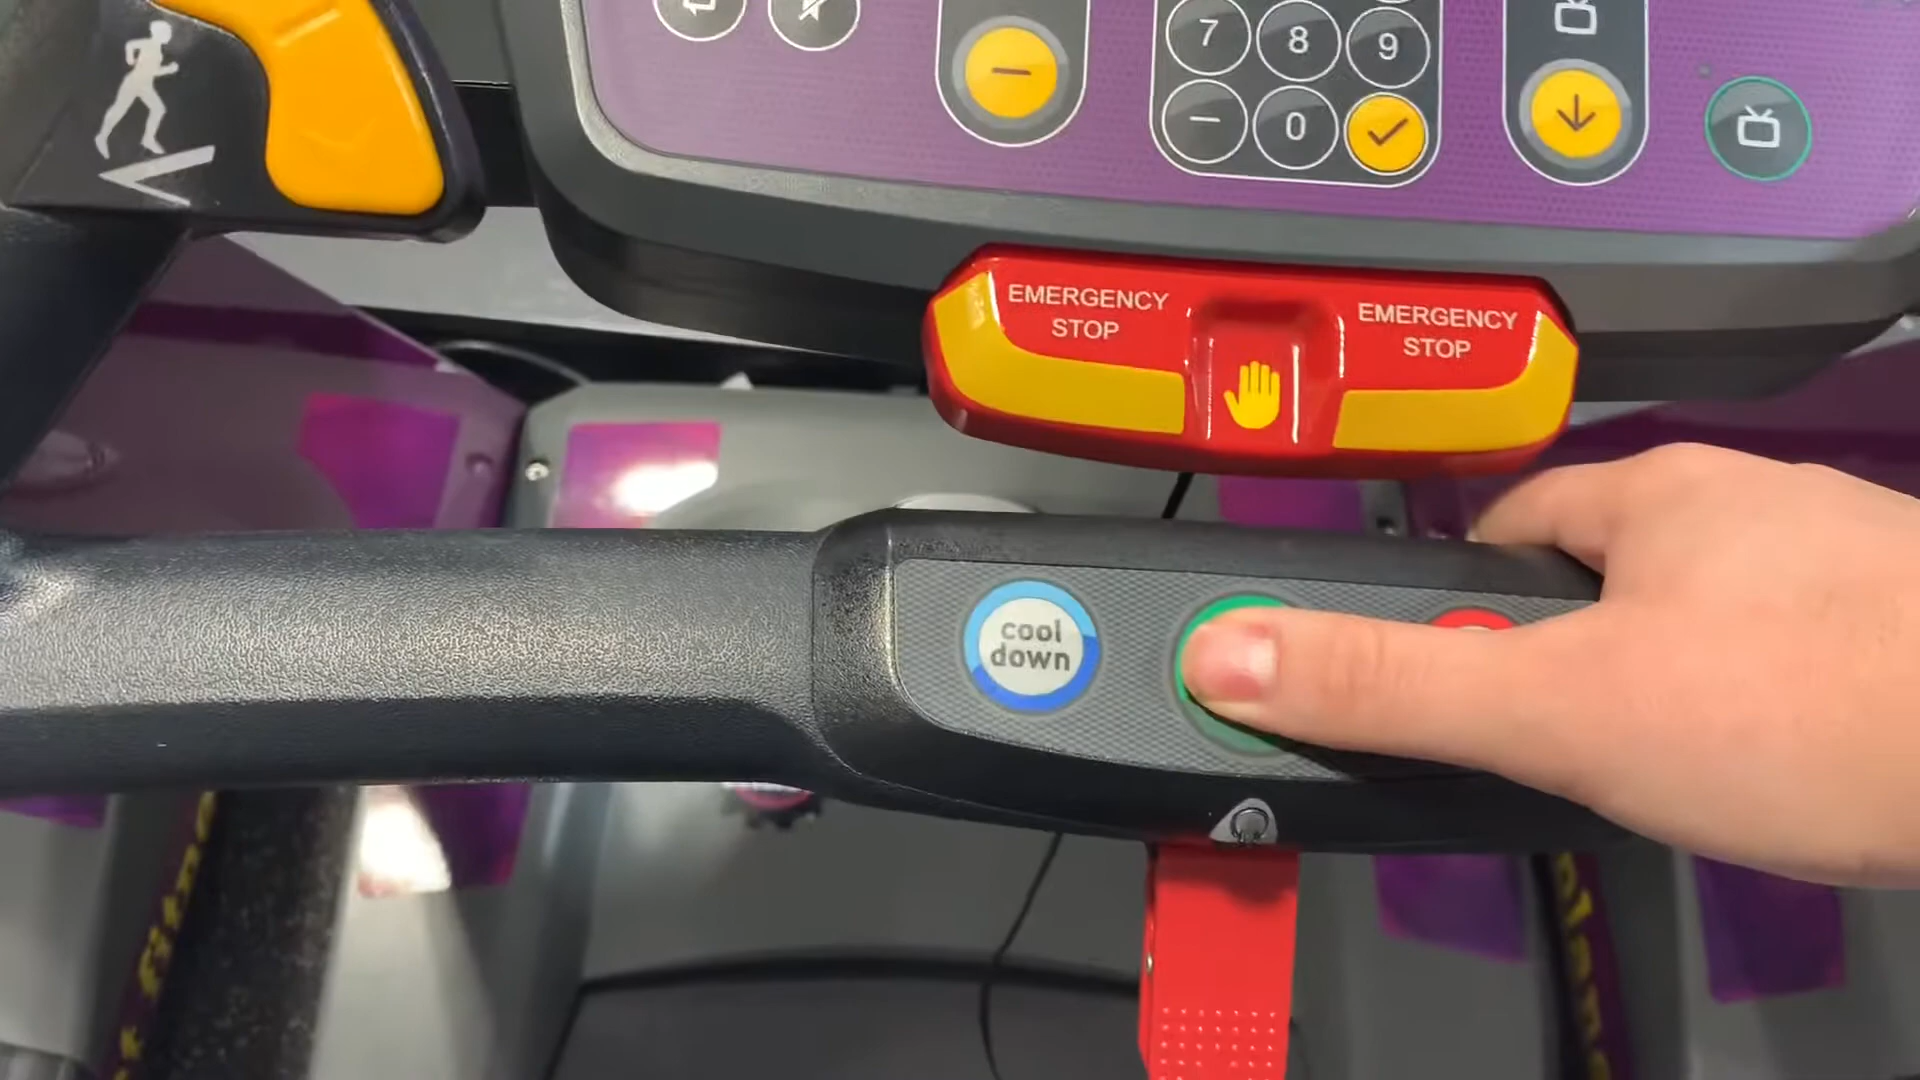 7 8 9
— 0
EMERGENCY
STOP
EMERGENCY
STOP
cool
down